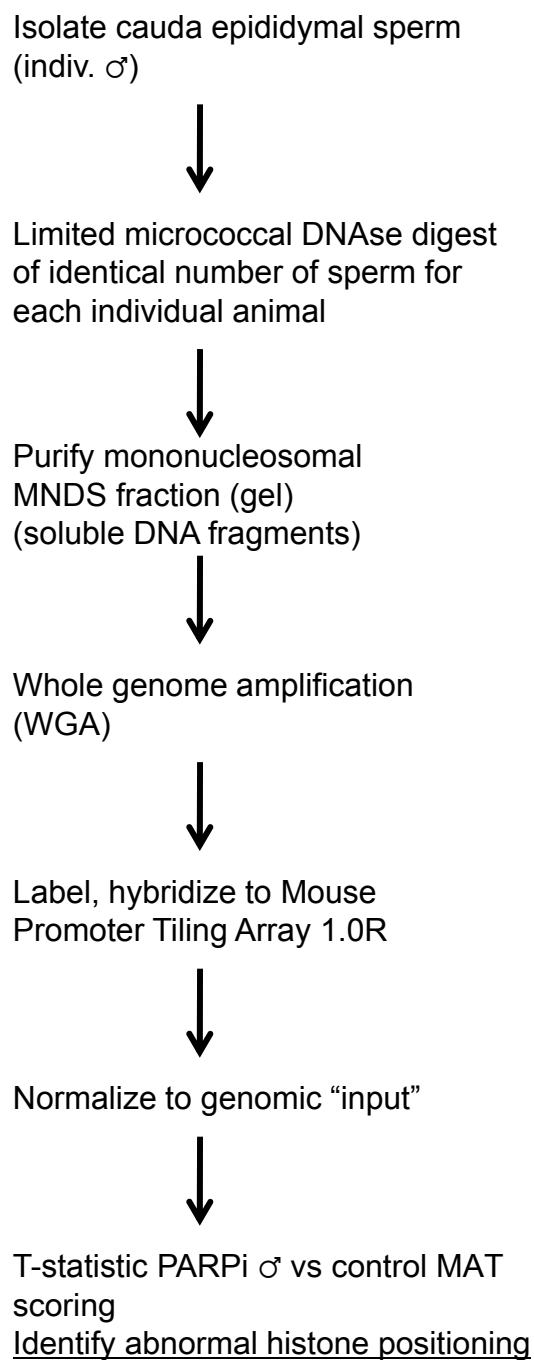 Isolate cauda epididymal sperm
(indiv. ♂)
Limited micrococcal DNAse digest
of identical number of sperm for
each individual animal
Purify mononucleosomal
MNDS fraction (gel)
(soluble DNA fragments)
Whole genome amplification
(WGA)
Label, hybridize to Mouse
Promoter Tiling Array 1.0R
Normalize to genomic “input”
T-statistic PARPi ♂ vs control MAT
scoring
Identify abnormal histone positioning